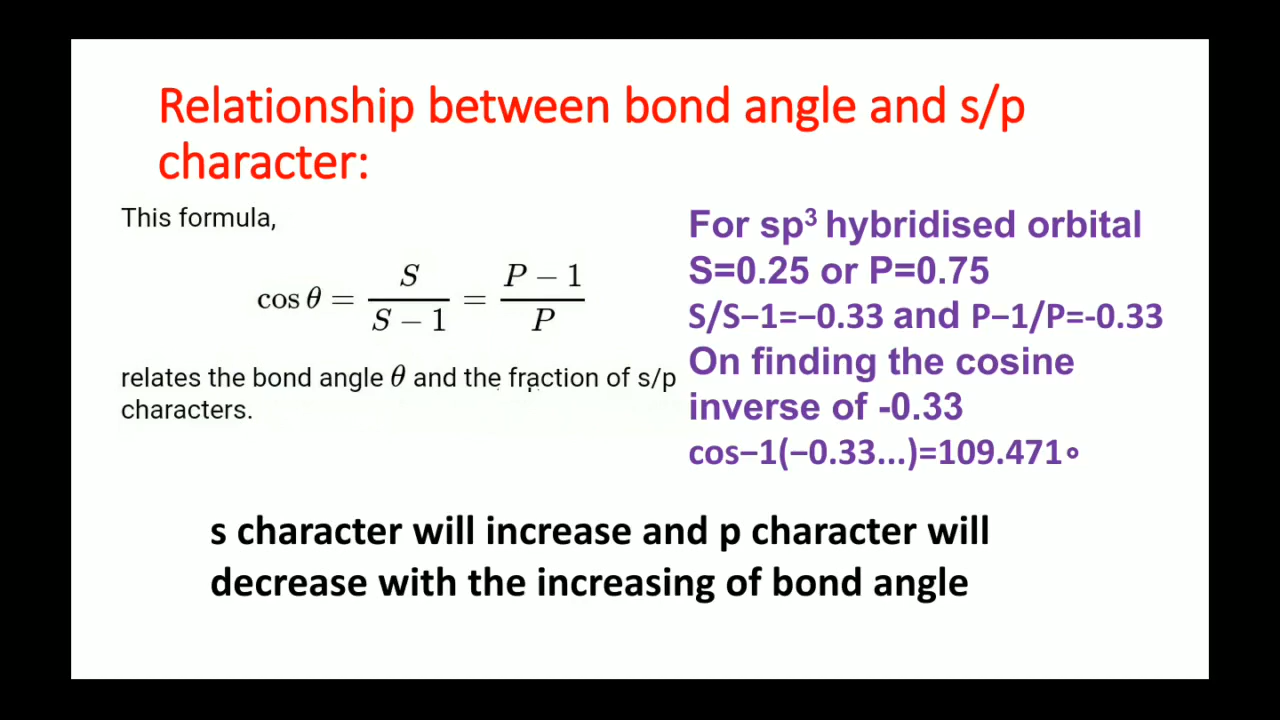 Relationship between bond angle and s/p
character:
This formula,
cos θ = S / S − 1 = P − 1 / P
relates the bond angle θ and the fraction of s/p
characters.
For sp³ hybridised orbital
S=0.25 or P=0.75
S/S−1=−0.33 and P−1/P=-0.33
On finding the cosine
inverse of -0.33
cos−1(−0.33...)=109.471∘
s character will increase and p character will
decrease with the increasing of bond angle